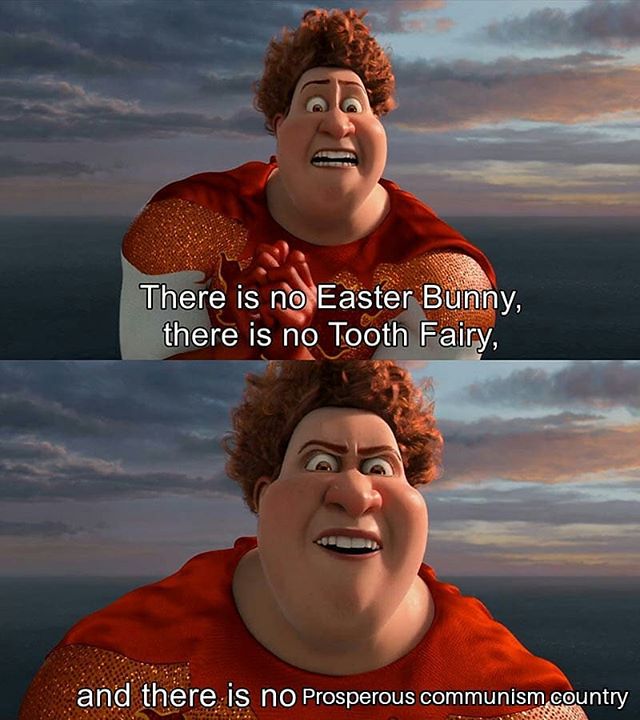 There is no Easter Bunny,
there is no Tooth Fairy,
and there is no Prosperous communism country